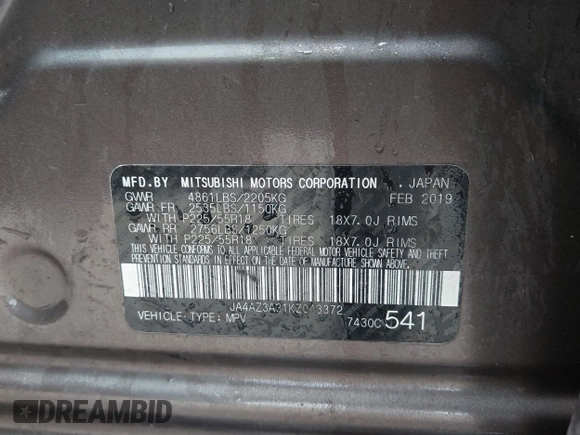 MFD.BY MITSUBISHI MOTORS CORPORATION JAPAN
GVWR 4861LBS/2205KG FEB 2019
GAWR FR 2535LBS/1150KG
WITH P225/55R18 TIRES 18X7.0J RIMS
GAWR RR 2756LBS/1250KG
WITH P225/55R18 TIRES 18X7.0J RIMS
THIS VEHICLE CONFORMS TO ALL APPLICABLE U.S. FEDERAL MOTOR VEHICLE SAFETY AND THEFT
PREVENTION STANDARDS IN EFFECT ON THE DATE OF MANUFACTURE SHOWN ABOVE.
VEHICLE TYPE: MPV 7430C 541
DREAMBID